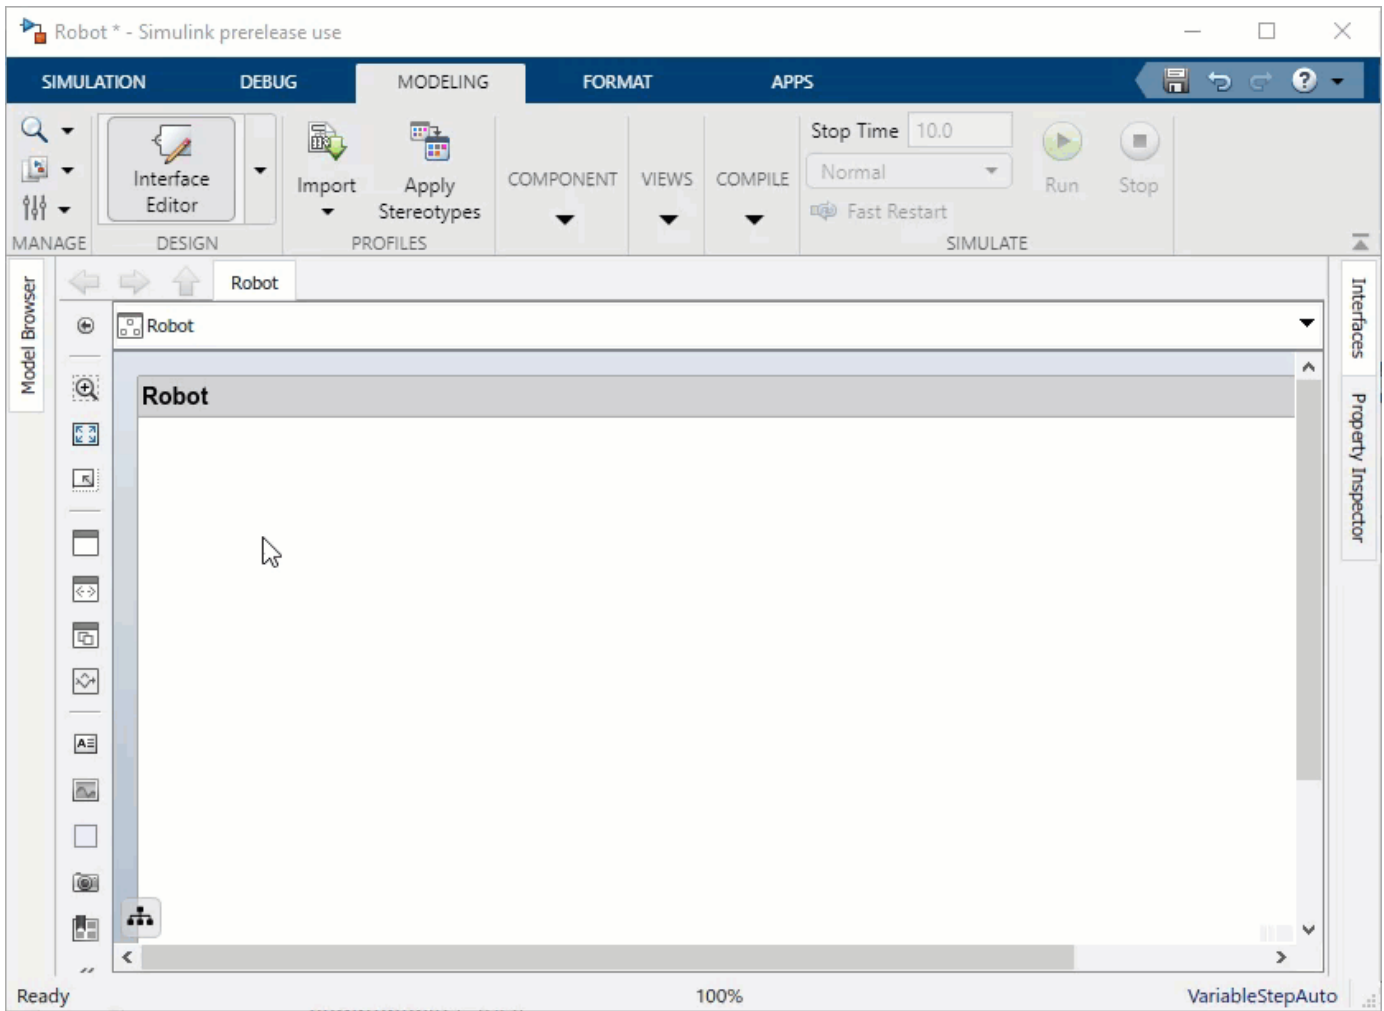 Robot * - Simulink prerelease use
SIMULATION DEBUG MODELING FORMAT APPS
Interface Editor
Import
Apply Stereotypes
COMPONENT
VIEWS
COMPILE
Stop Time 10.0
Normal
Fast Restart
Run
Stop
MANAGE DESIGN PROFILES SIMULATE
Model Browser
Robot
Robot
Robot
Interfaces
Property Inspector
Ready 100% VariableStepAuto